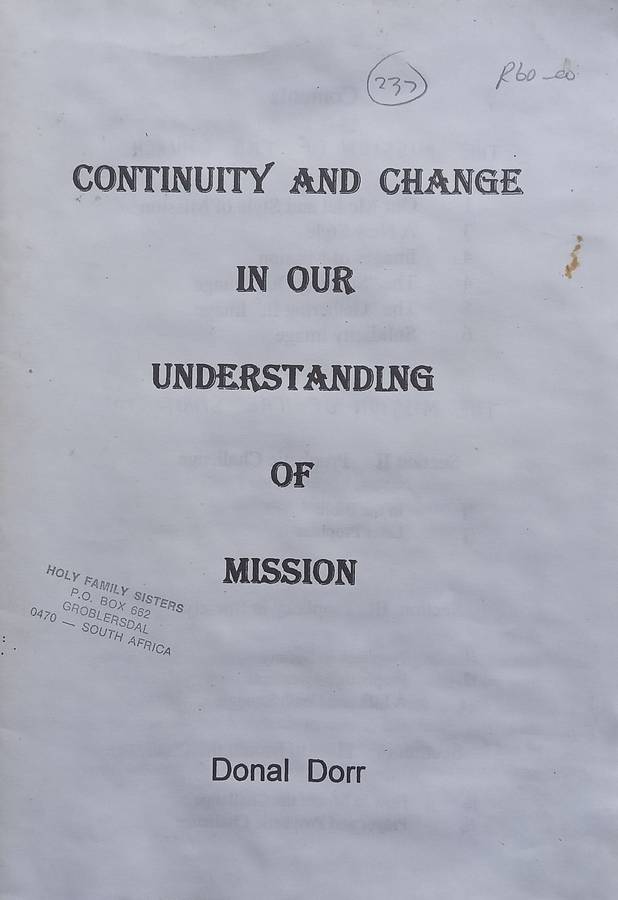 237
R60-00
CONTINUITY AND CHANGE
IN OUR
UNDERSTANDING
OF
MISSION
HOLY FAMILY SISTERS
P.O. BOX 662
GROBLERSDAL
0470 — SOUTH AFRICA
Donal Dorr